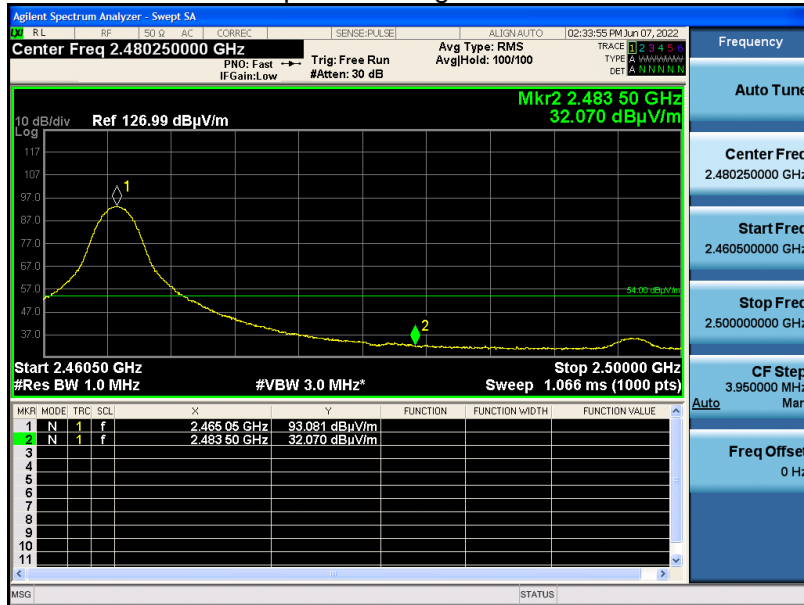 Agilent Spectrum Analyzer - Swept SA
LXI RL RF 50 Ω AC CORREC SENSE:PULSE ALIGNAUTO 02:33:55 PM Jun 07, 2022
Center Freq 2.480250000 GHz
PNO: Fast
IFGain:Low
Trig: Free Run
#Atten: 30 dB
Avg Type: RMS
Avg|Hold: 100/100
TRACE 1 2 3 4 5 6
TYPE A
DET A N N N N N
Mkr2 2.483 50 GHz
32.070 dBµV/m
10 dB/div Ref 126.99 dBµV/m
Log
117
107
97.0
87.0
77.0
67.0
57.0
47.0
37.0
1
54.00 dBµV/m
2
Start 2.46050 GHz Stop 2.50000 GHz
#Res BW 1.0 MHz #VBW 3.0 MHz* Sweep 1.066 ms (1000 pts)
MKR MODE TRC SCL X Y FUNCTION FUNCTION WIDTH FUNCTION VALUE
1 N 1 f 2.465 05 GHz 93.081 dBµV/m
2 N 1 f 2.483 50 GHz 32.070 dBµV/m
3
4
5
6
7
8
9
10
11
MSG STATUS
Frequency
Auto Tune
Center Freq
2.480250000 GHz
Start Freq
2.460500000 GHz
Stop Freq
2.500000000 GHz
CF Step
3.950000 MHz
Auto Man
Freq Offset
0 Hz